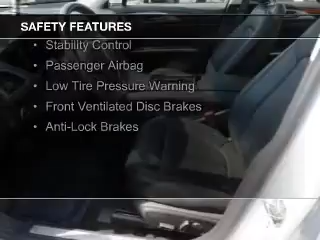 SAFETY FEATURES
• Stability Control
• Passenger Airbag
• Low Tire Pressure Warning
• Front Ventilated Disc Brakes
• Anti-Lock Brakes